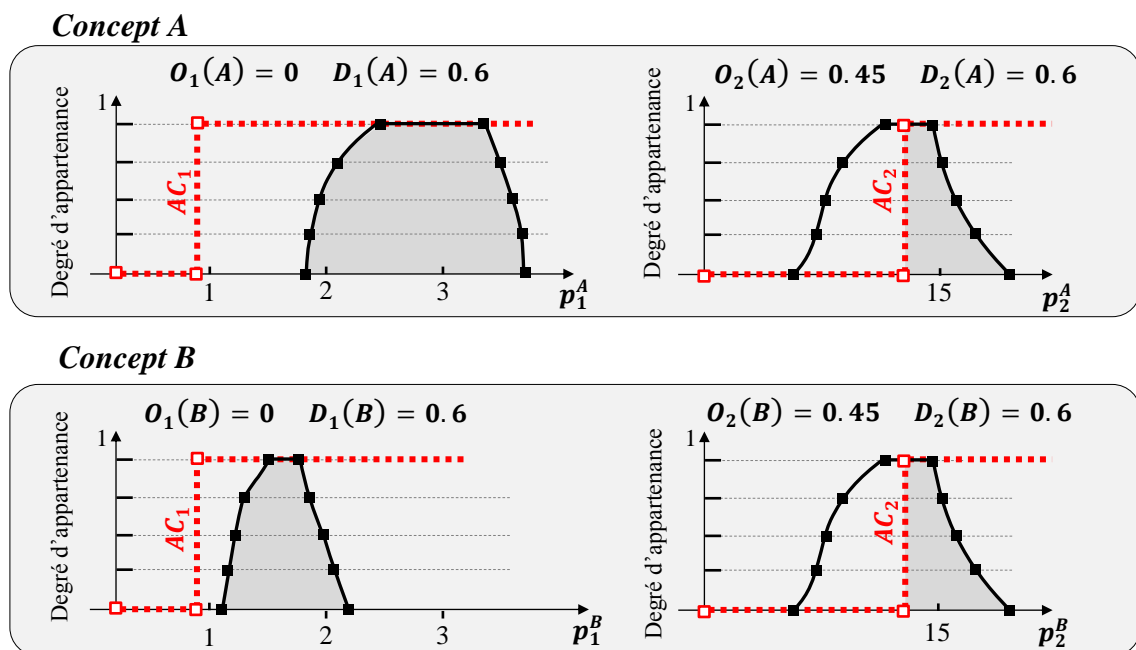 Concept A
O₁(A) = 0 D₁(A) = 0.6
1
Degré d'appartenance
AC₁
1 2 3 p₁ᴬ
O₂(A) = 0.45 D₂(A) = 0.6
1
Degré d'appartenance
AC₂
15 p₂ᴬ
Concept B
O₁(B) = 0 D₁(B) = 0.6
1
Degré d'appartenance
AC₁
1 2 3 p₁ᴮ
O₂(B) = 0.45 D₂(B) = 0.6
1
Degré d'appartenance
AC₂
15 p₂ᴮ